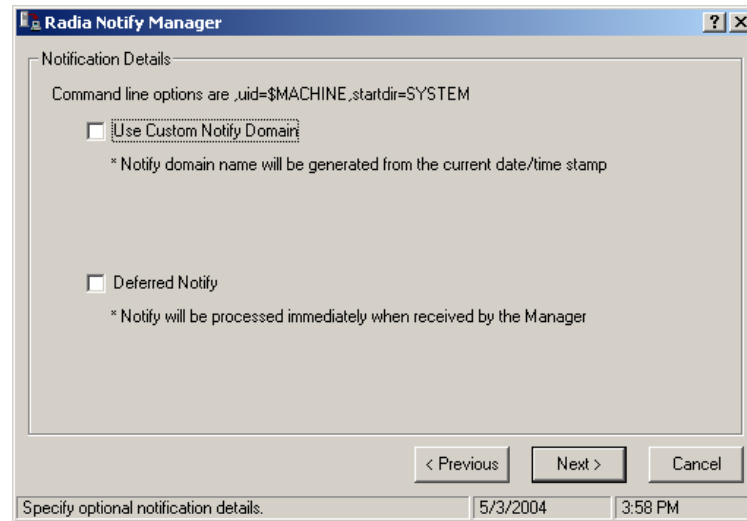 Radia Notify Manager
Notification Details
Command line options are ,uid=$MACHINE,startdir=SYSTEM
Use Custom Notify Domain
* Notify domain name will be generated from the current date/time stamp
Deferred Notify
* Notify will be processed immediately when received by the Manager
< Previous Next > Cancel
Specify optional notification details. 5/3/2004 3:58 PM